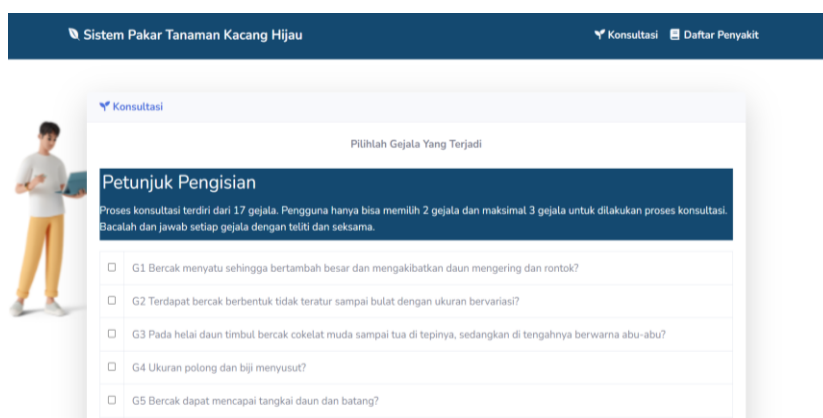 Sistem Pakar Tanaman Kacang Hijau
Konsultasi Daftar Penyakit
Konsultasi
Pilihlah Gejala Yang Terjadi
Petunjuk Pengisian
Proses konsultasi terdiri dari 17 gejala. Pengguna hanya bisa memilih 2 gejala dan maksimal 3 gejala untuk dilakukan proses konsultasi.
Bacalah dan jawab setiap gejala dengan teliti dan seksama.
G1 Bercak menyatu sehingga bertambah besar dan mengakibatkan daun mengering dan rontok?
G2 Terdapat bercak berbentuk tidak teratur sampai bulat dengan ukuran bervariasi?
G3 Pada helai daun timbul bercak cokelat muda sampai tua di tepinya, sedangkan di tengahnya berwarna abu-abu?
G4 Ukuran polong dan biji menyusut?
G5 Bercak dapat mencapai tangkai daun dan batang?